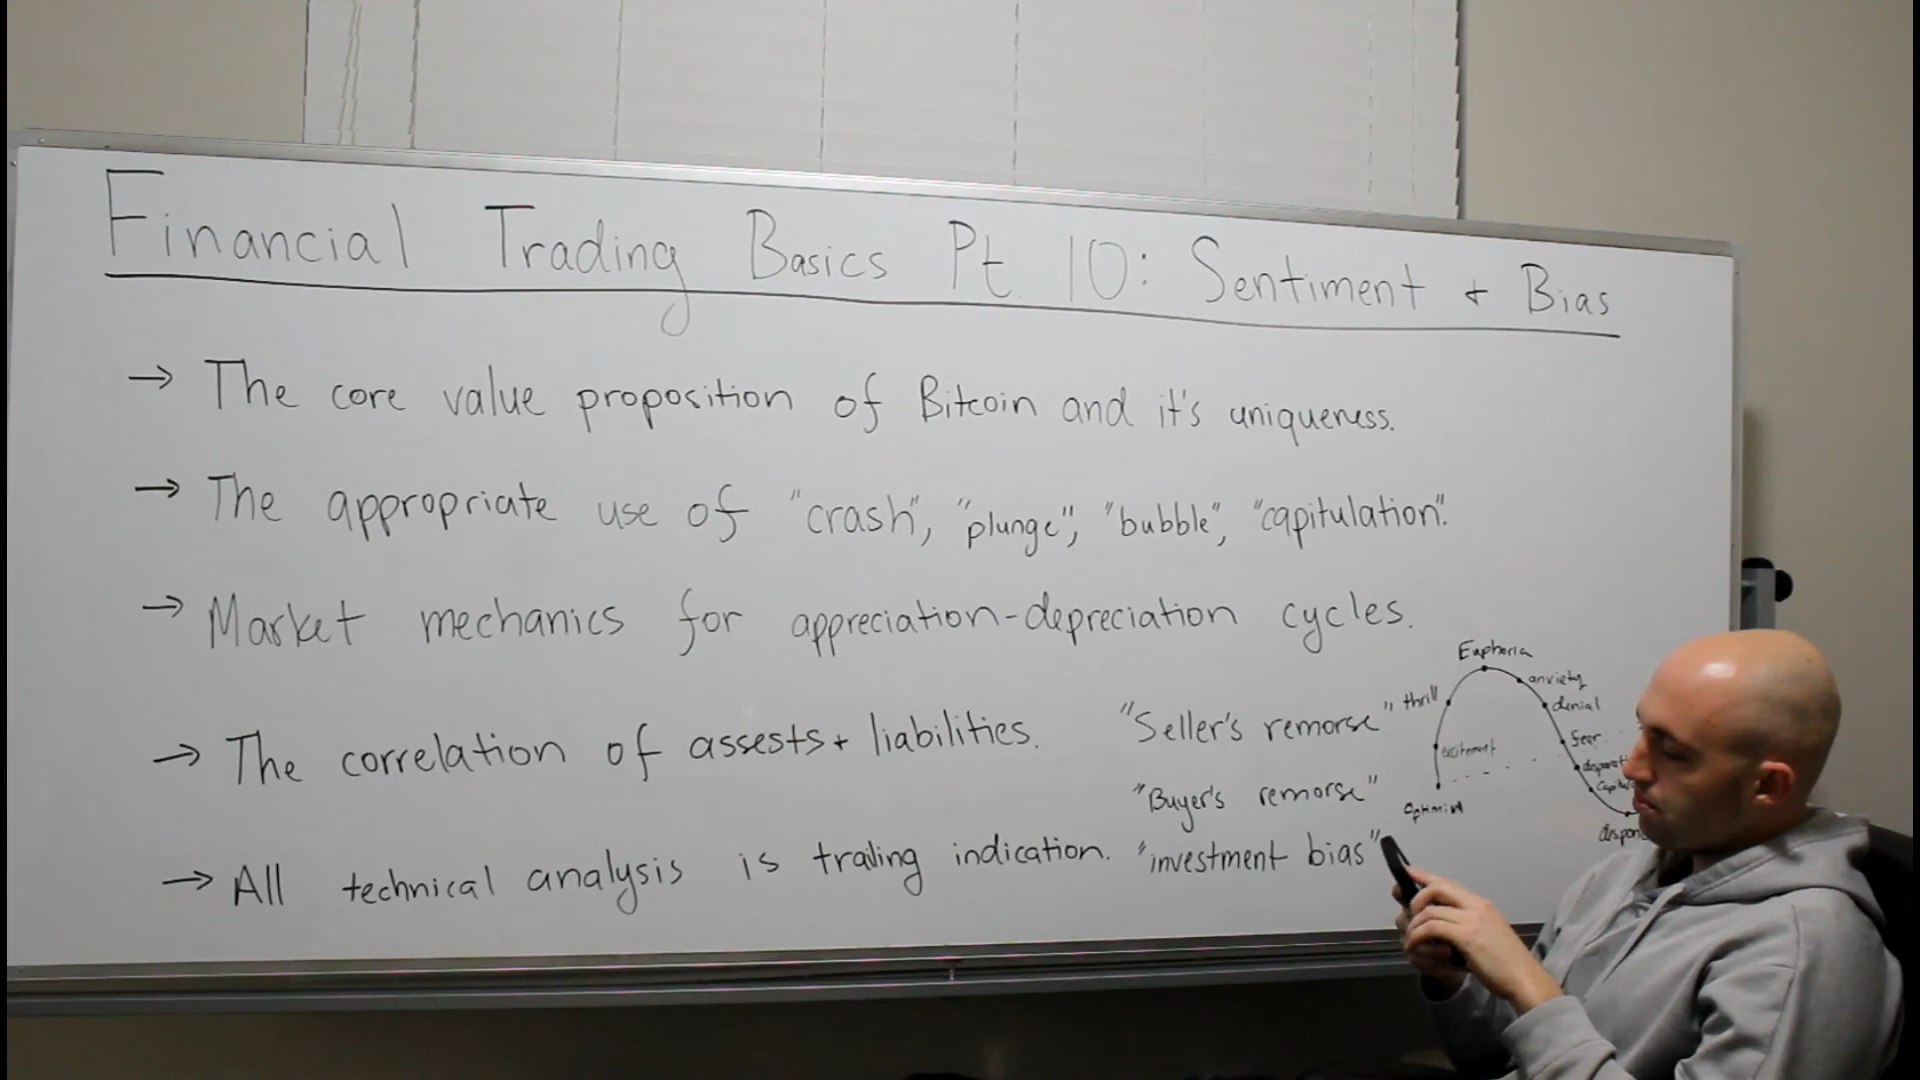 Financial Trading Basics Pt. 10: Sentiment + Bias
→ The core value proposition of Bitcoin and it's uniqueness.
→ The appropriate use of "crash", "plunge", "bubble", "capitulation".
→ Market mechanics for appreciation-depreciation cycles.
→ The correlation of assests + liabilities.
→ All technical analysis is trailing indication.
"Seller's remorse"
"Buyer's remorse"
"investment bias"
Euphoria
thrill
anxiety
denial
excitement
fear